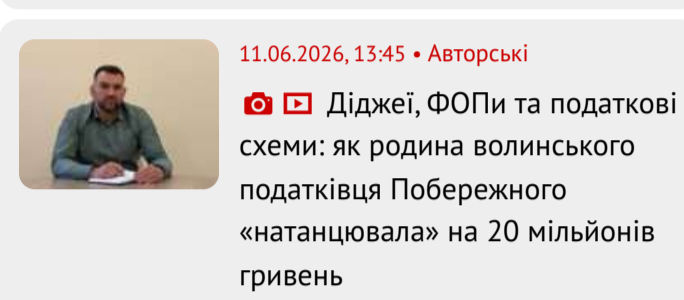 11.06.2026, 13:45 • Авторські
Діджеї, ФОПи та податкові
схеми: як родина волинського
податківця Побережного
«натанцювала» на 20 мільйонів
гривень